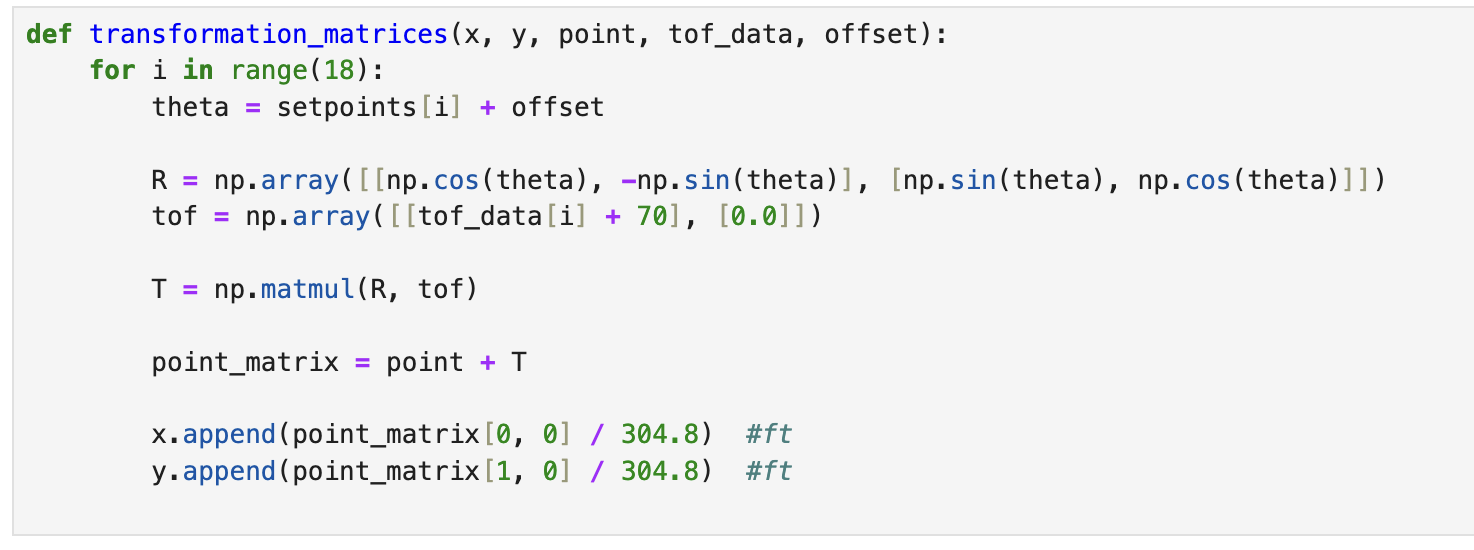 def transformation_matrices(x, y, point, tof_data, offset):
    for i in range(18):
        theta = setpoints[i] + offset

        R = np.array([[np.cos(theta), -np.sin(theta)], [np.sin(theta), np.cos(theta)]])
        tof = np.array([[tof_data[i] + 70], [0.0]])

        T = np.matmul(R, tof)

        point_matrix = point + T

        x.append(point_matrix[0, 0] / 304.8)  #ft
        y.append(point_matrix[1, 0] / 304.8)  #ft